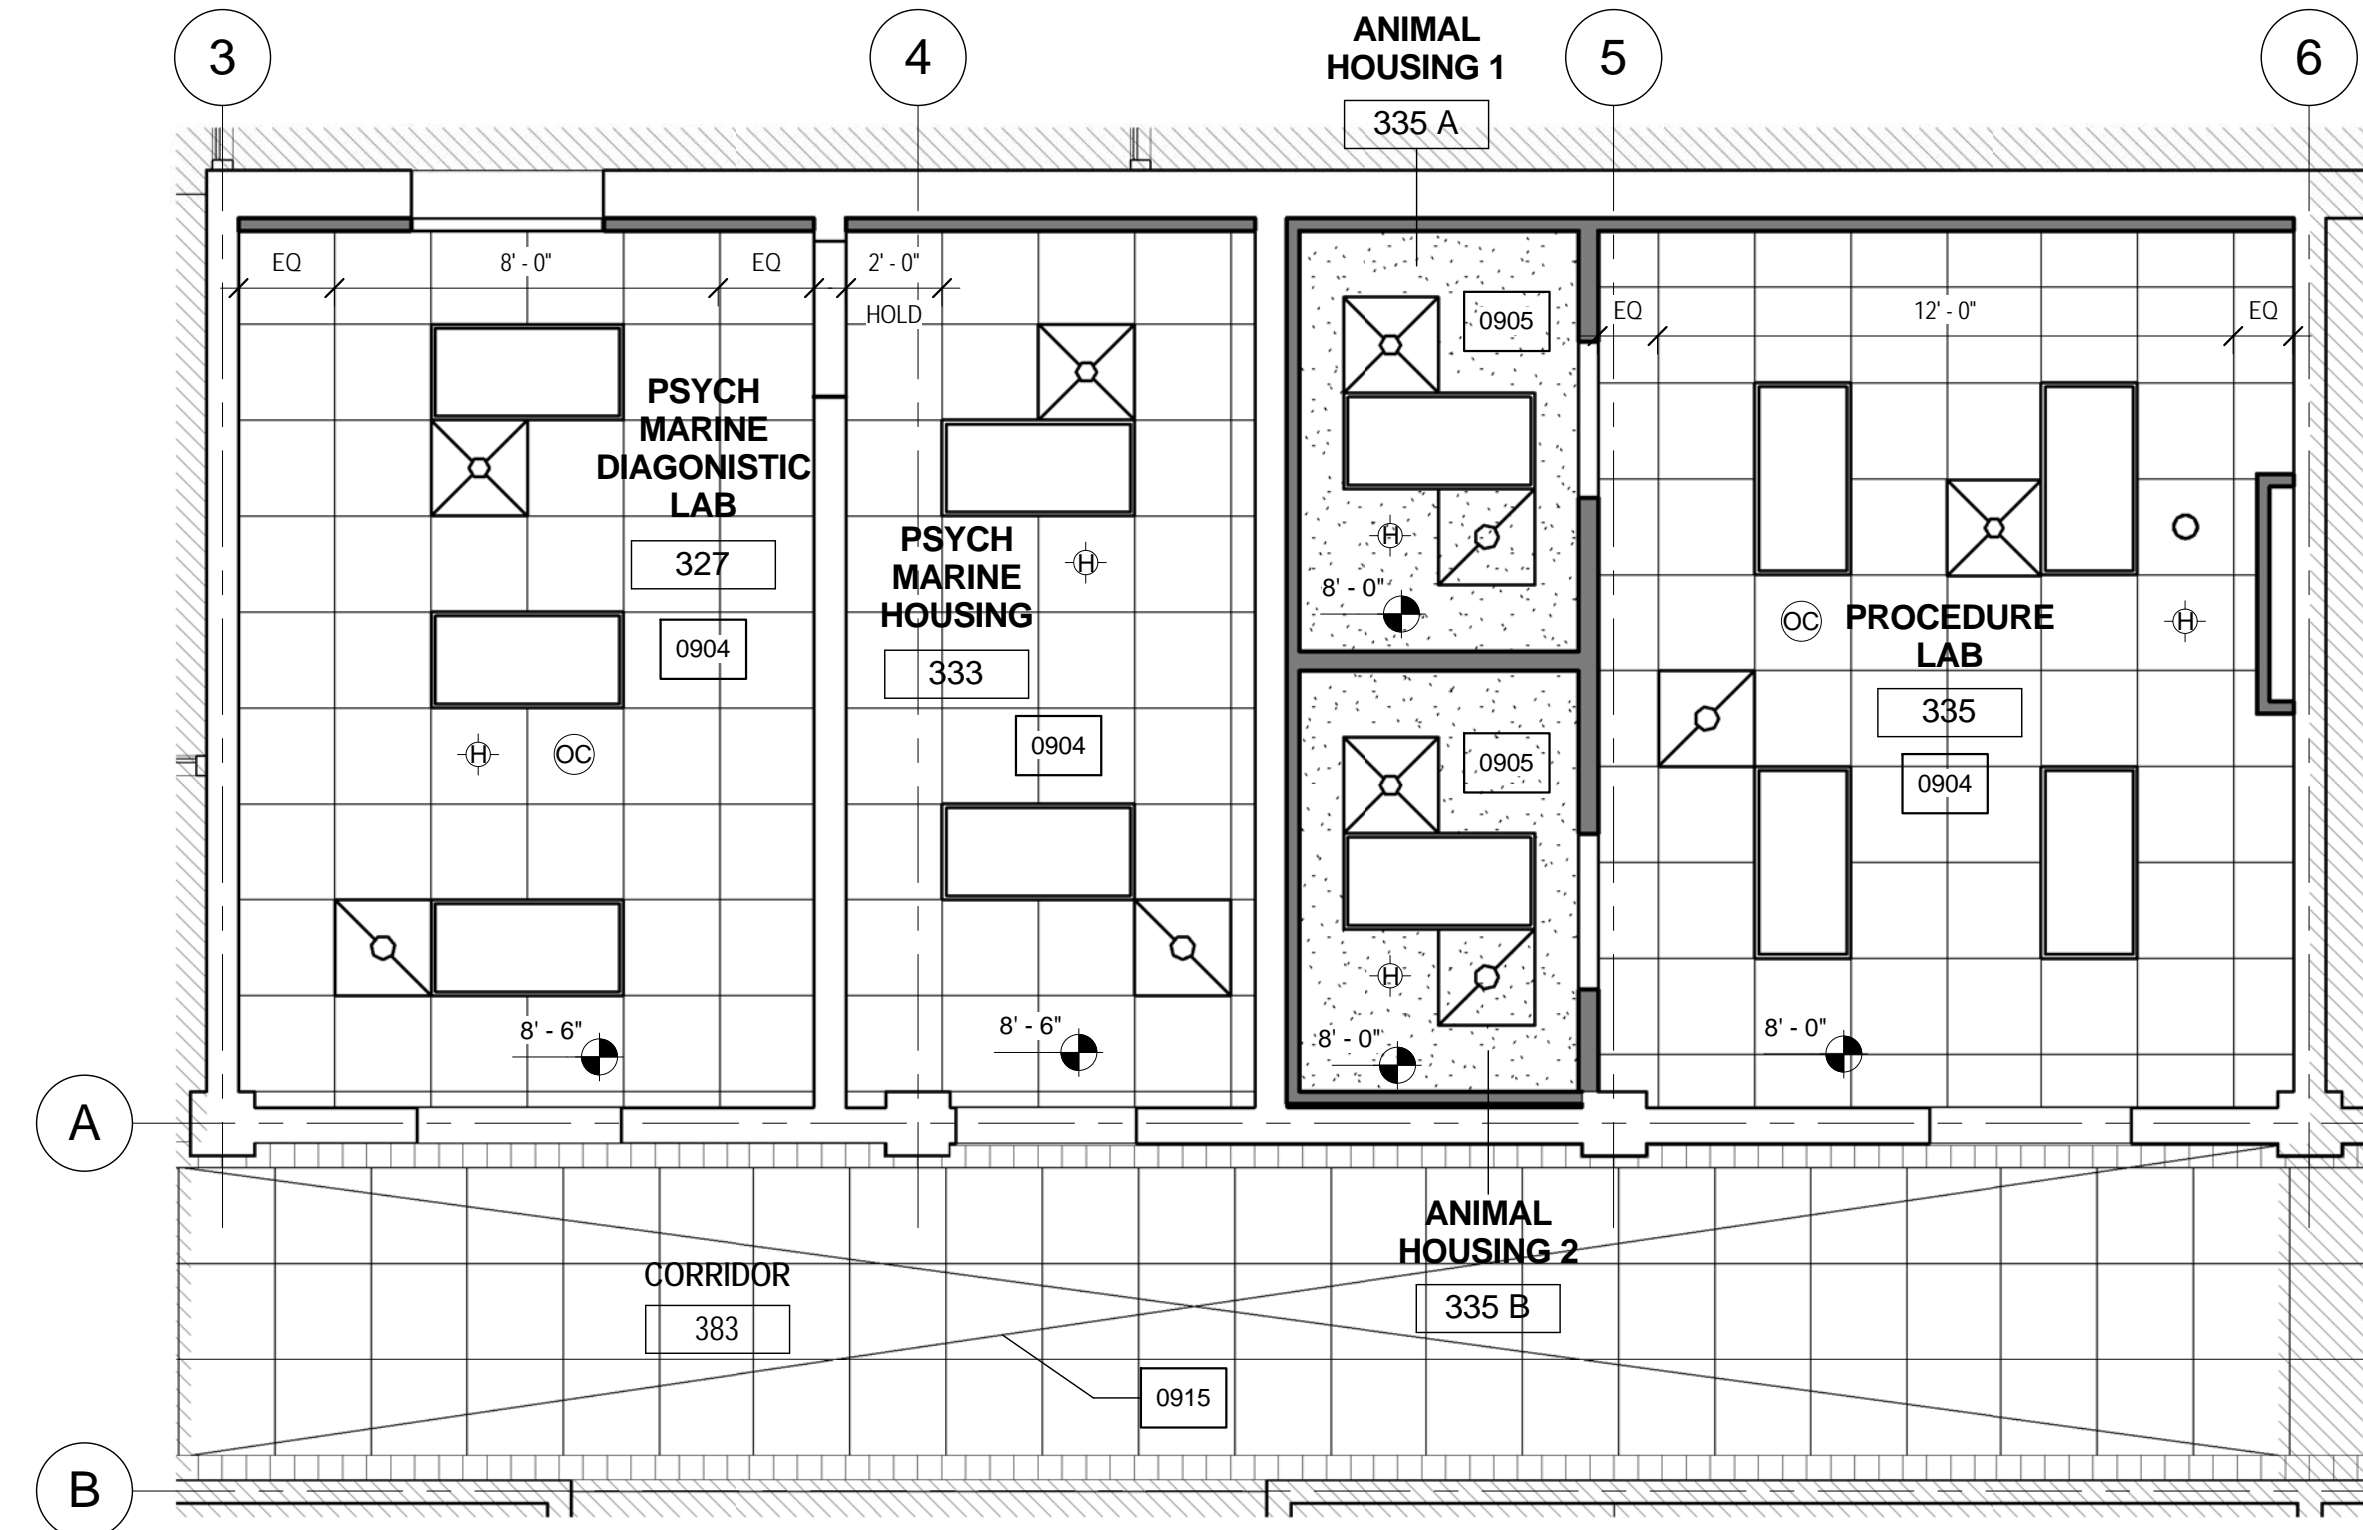 3
4
5
6
ANIMAL
HOUSING 1
335 A
EQ
8' - 0"
EQ
2' - 0"
HOLD
0905
EQ
12' - 0"
EQ
PSYCH
MARINE
DIAGONISTIC
LAB
327
0904
PSYCH
MARINE
HOUSING
333
0904
H
H
8' - 0"
OC
PROCEDURE
LAB
335
0904
H
H
OC
0905
H
8' - 6"
8' - 6"
8' - 0"
8' - 0"
A
ANIMAL
HOUSING 2
335 B
CORRIDOR
383
0915
B